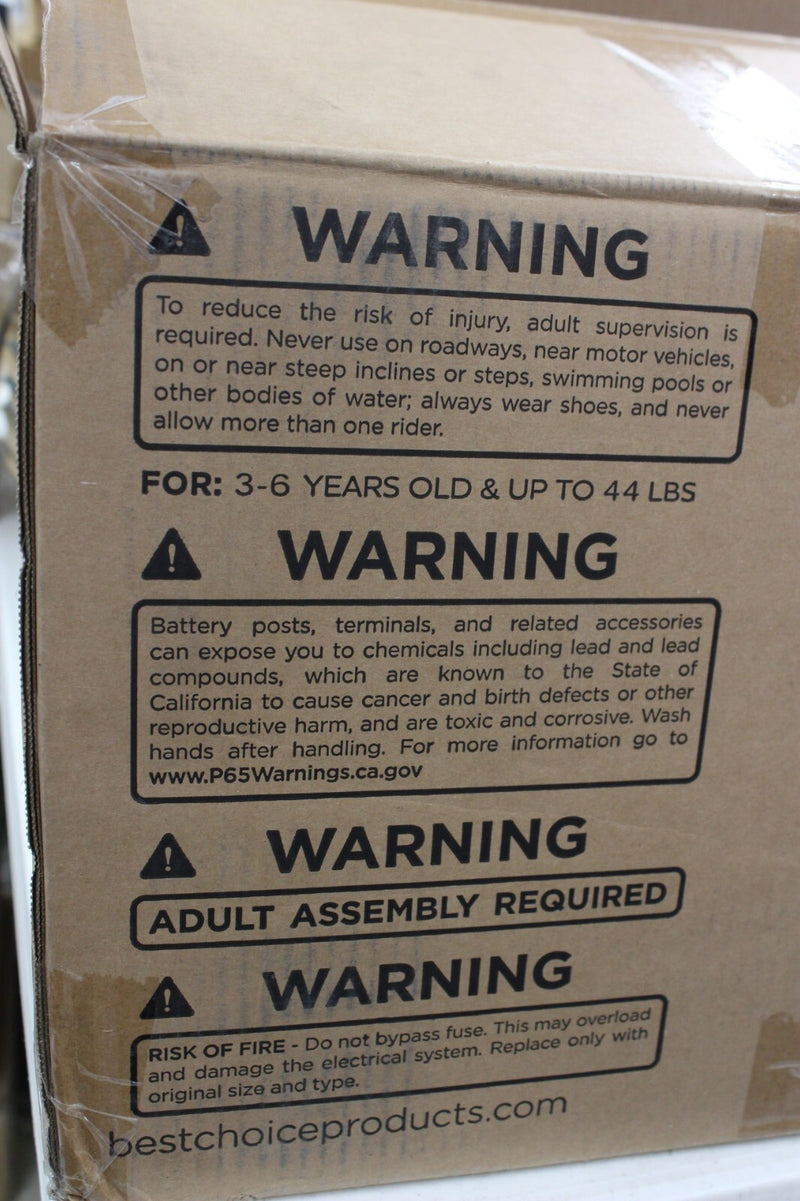 WARNING
To reduce the risk of injury, adult supervision is
required. Never use on roadways, near motor vehicles,
on or near steep inclines or steps, swimming pools or
other bodies of water; always wear shoes, and never
allow more than one rider.
FOR: 3-6 YEARS OLD & UP TO 44 LBS
WARNING
Battery posts, terminals, and related accessories
can expose you to chemicals including lead and lead
compounds, which are known to the State of
California to cause cancer and birth defects or other
reproductive harm, and are toxic and corrosive. Wash
hands after handling. For more information go to
www.P65Warnings.ca.gov
WARNING
ADULT ASSEMBLY REQUIRED
WARNING
RISK OF FIRE - Do not bypass fuse. This may overload
and damage the electrical system. Replace only with
original size and type.
bestchoiceproducts.com